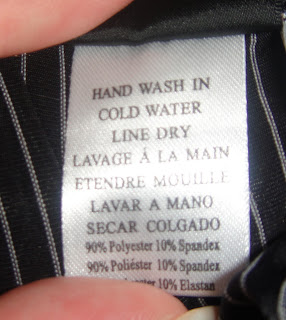 HAND WASH IN
COLD WATER
LINE DRY
LAVAGE Á LA MAIN
ETENDRE MOUILLE
LAVAR A MANO
SECAR COLGADO
90% Polyester 10% Spandex
90% Poliéster 10% Spandex
10% Elastan